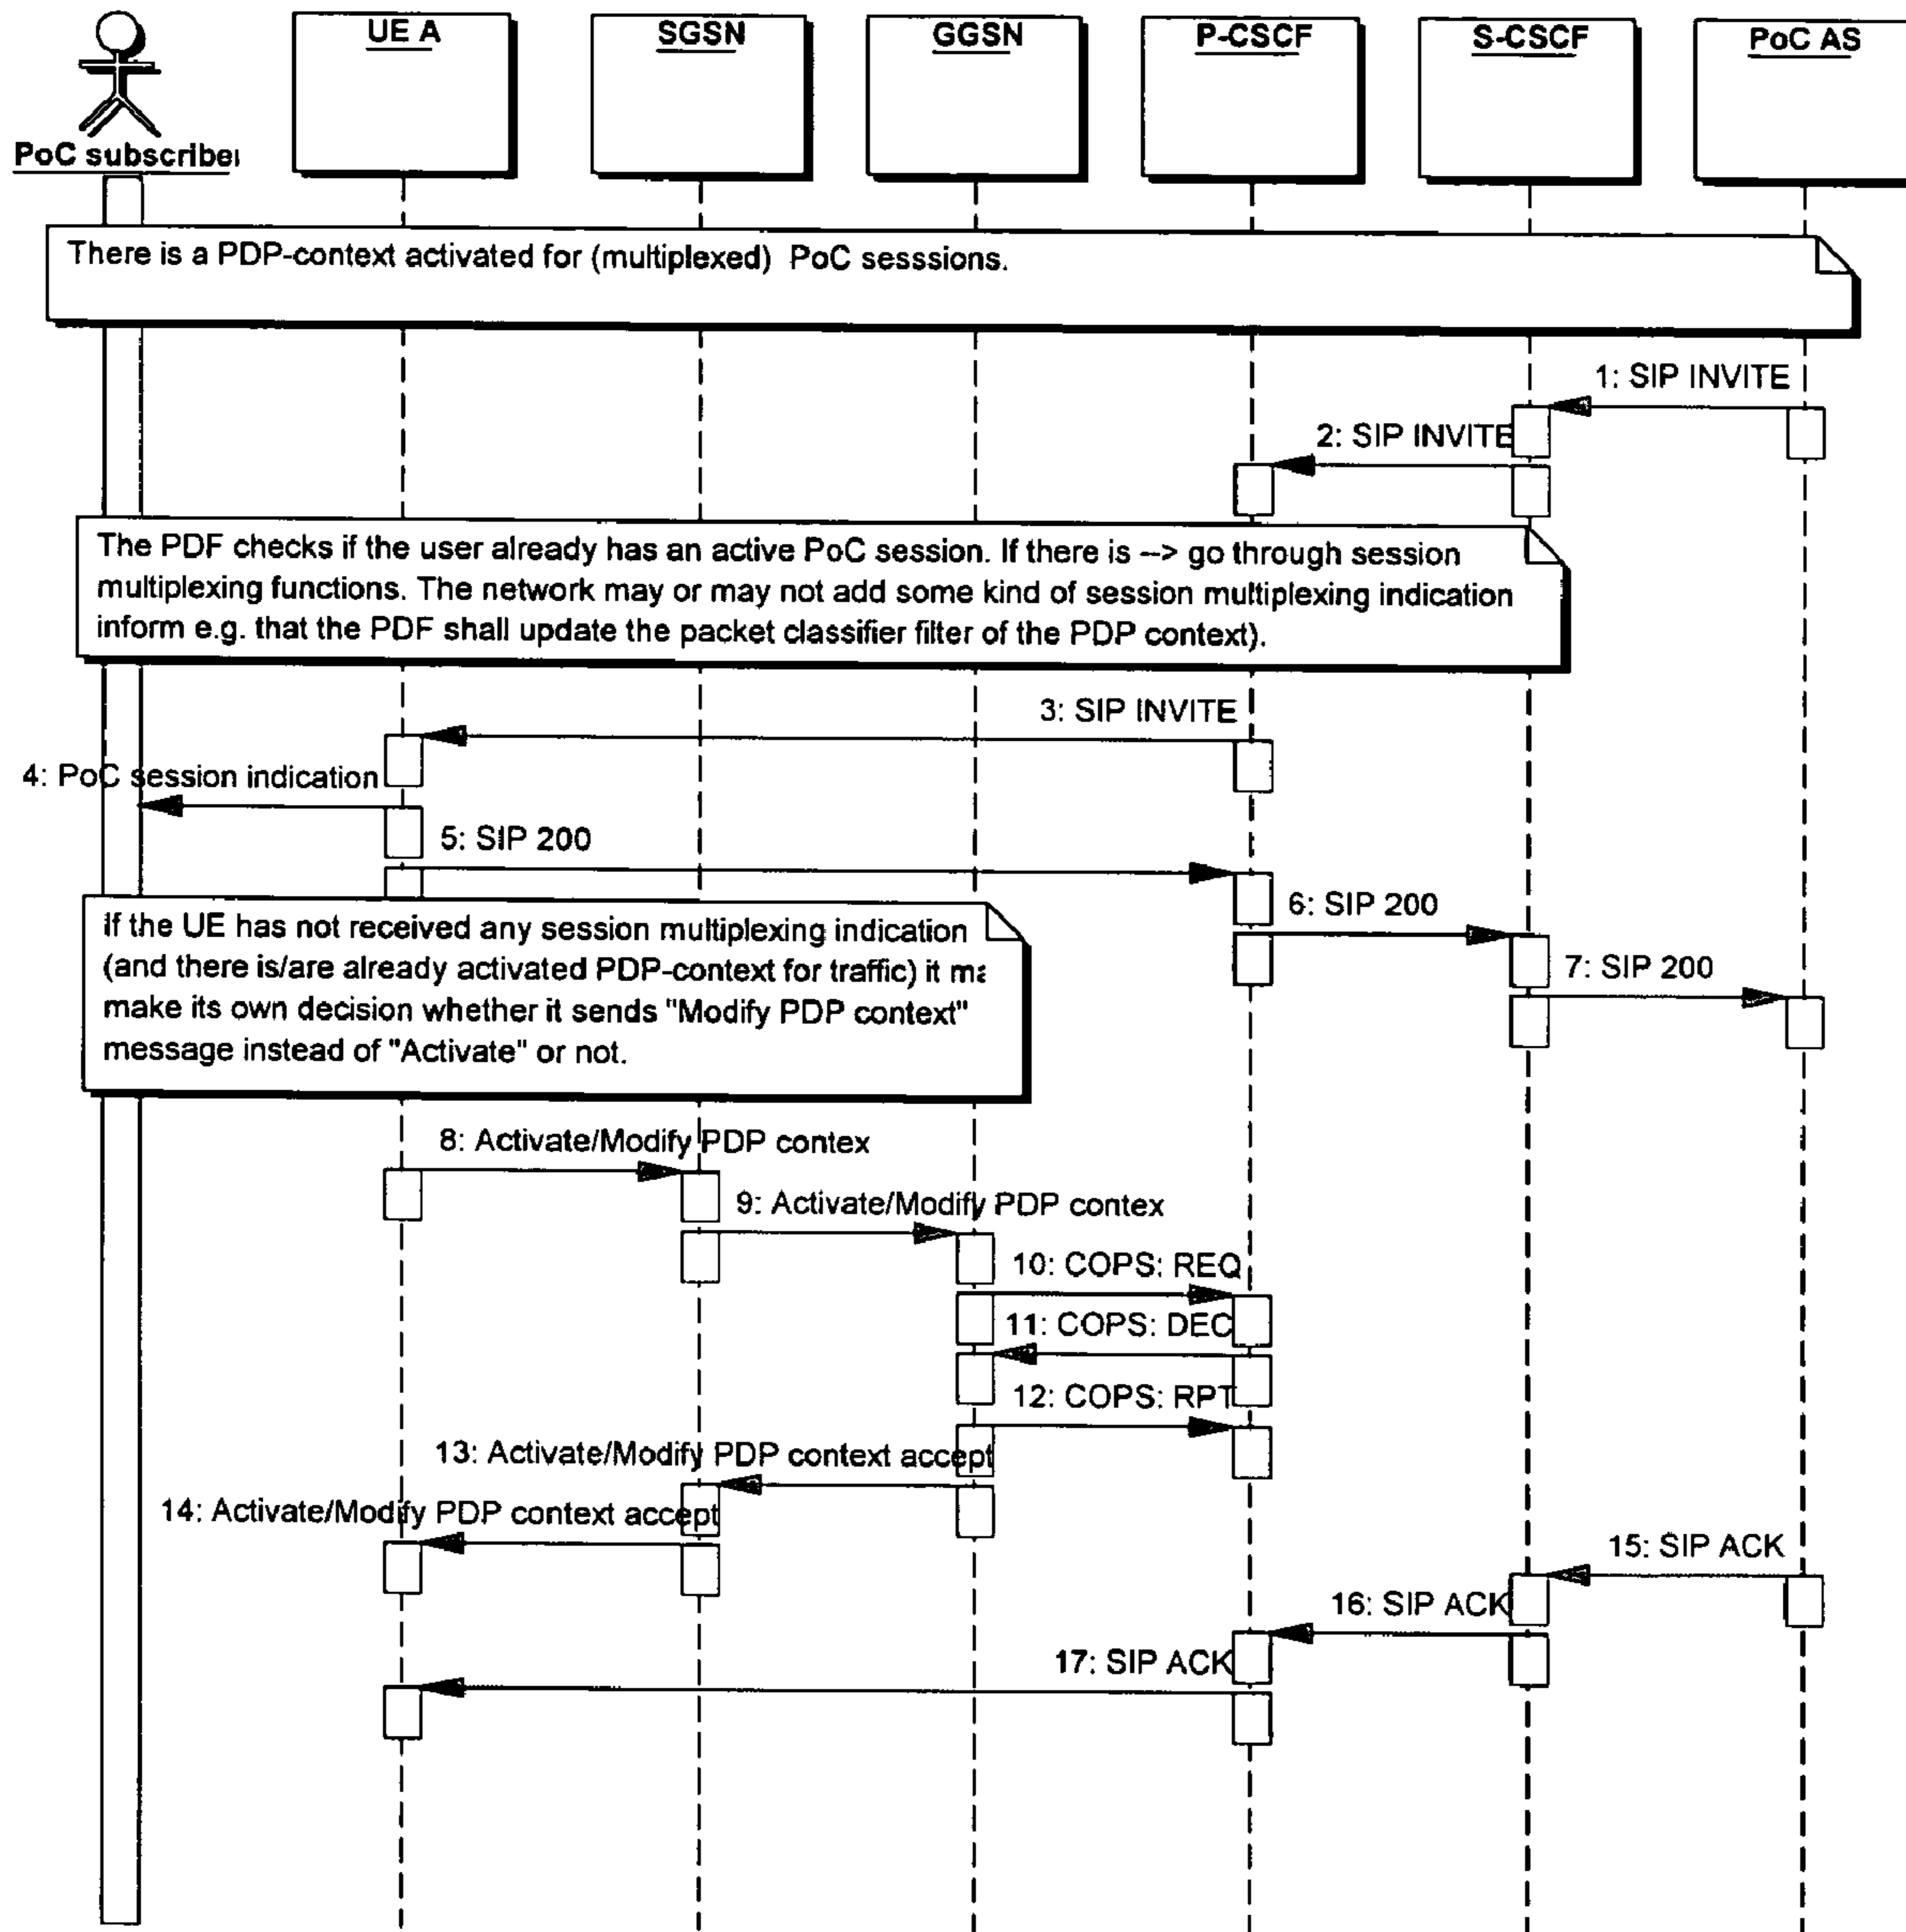 UE A
SGSN
GGSN
P-CSCF
S-CSCF
PoC AS
PoC subscriber
There is a PDP-context activated for (multiplexed) PoC sesssions.
1: SIP INVITE
2: SIP INVITE
The PDF checks if the user already has an active PoC session. If there is --> go through session
multiplexing functions. The network may or may not add some kind of session multiplexing indication
inform e.g. that the PDF shall update the packet classifier filter of the PDP context).
3: SIP INVITE
4: PoC session indication
5: SIP 200
6: SIP 200
7: SIP 200
If the UE has not received any session multiplexing indication
(and there is/are already activated PDP-context for traffic) it ma
make its own decision whether it sends "Modify PDP context"
message instead of "Activate" or not.
8: Activate/Modify PDP contex
9: Activate/Modify PDP contex
10: COPS: REQ
11: COPS: DEC
12: COPS: RPT
13: Activate/Modify PDP context accept
14: Activate/Modify PDP context accept
15: SIP ACK
16: SIP ACK
17: SIP ACK